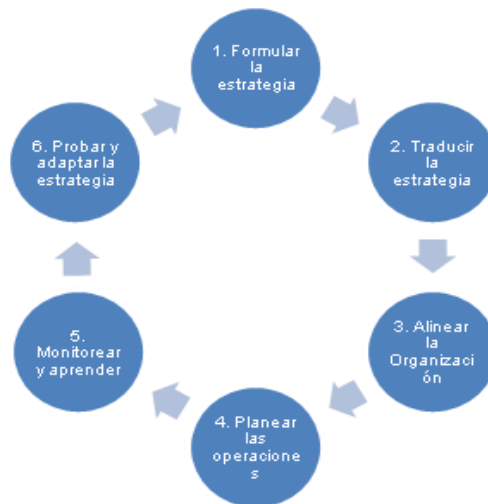 1. Formular
la
estrategia
2. Traducir
la
estrategia
3. Alinear
la
Organizaci
ón
4. Planear
las
operacione
s
5.
Monitorear
y aprender
6. Probar y
adaptar la
estrategia